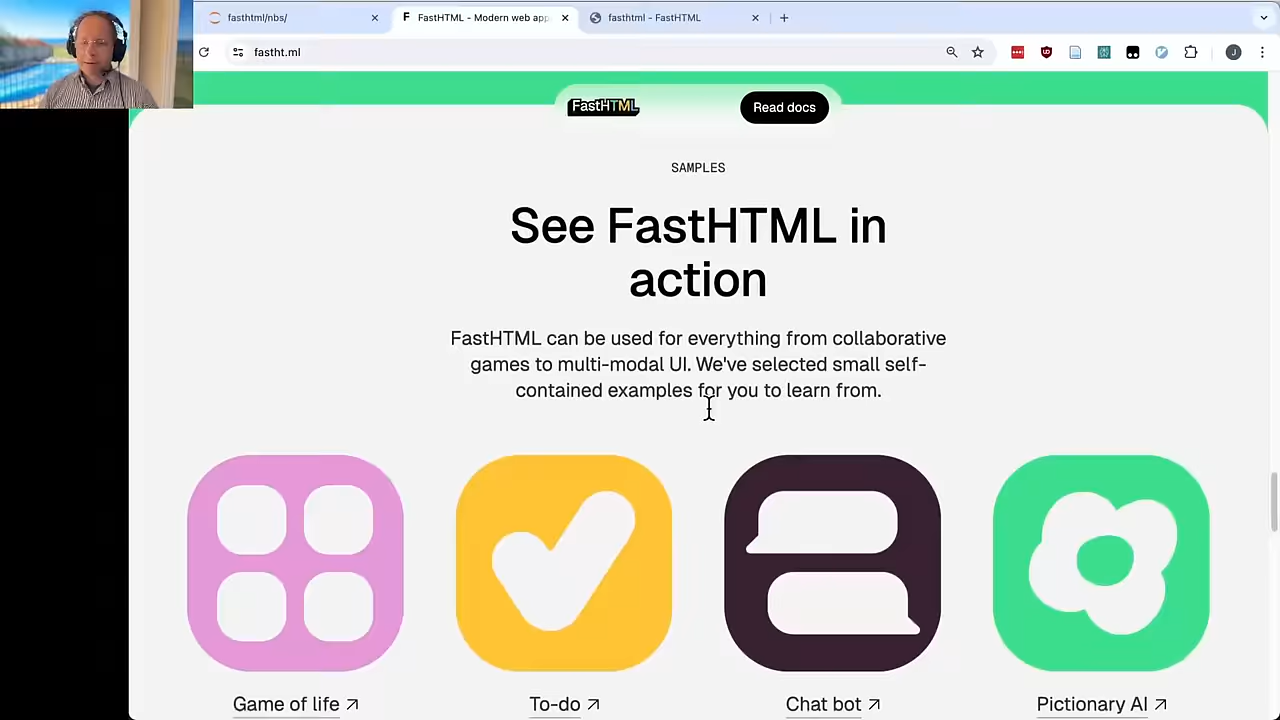 fasthtml/nbs/
FastHTML - Modern web app
fasthtml - FastHTML
fastht.ml
J
FastHTML
Read docs
SAMPLES
See FastHTML in
action
FastHTML can be used for everything from collaborative
games to multi-modal UI. We've selected small self-
contained examples for you to learn from.
Game of life ↗
To-do ↗
Chat bot ↗
Pictionary AI ↗